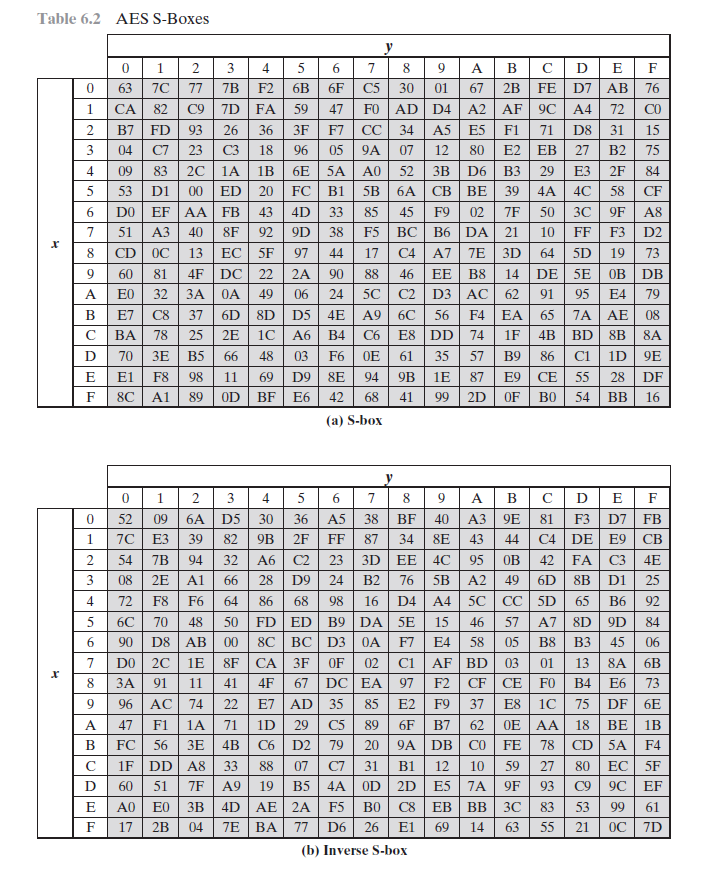 Table 6.2 AES S-Boxes
y
0 1 2 3 4 5 6 7 8 9 A B C D E F
0 63 7C 77 7B F2 6B 6F C5 30 01 67 2B FE D7 AB 76
1 CA 82 C9 7D FA 59 47 F0 AD D4 A2 AF 9C A4 72 C0
2 B7 FD 93 26 36 3F F7 CC 34 A5 E5 F1 71 D8 31 15
3 04 C7 23 C3 18 96 05 9A 07 12 80 E2 EB 27 B2 75
4 09 83 2C 1A 1B 6E 5A A0 52 3B D6 B3 29 E3 2F 84
5 53 D1 00 ED 20 FC B1 5B 6A CB BE 39 4A 4C 58 CF
6 D0 EF AA FB 43 4D 33 85 45 F9 02 7F 50 3C 9F A8
7 51 A3 40 8F 92 9D 38 F5 BC B6 DA 21 10 FF F3 D2
x
8 CD 0C 13 EC 5F 97 44 17 C4 A7 7E 3D 64 5D 19 73
9 60 81 4F DC 22 2A 90 88 46 EE B8 14 DE 5E 0B DB
A E0 32 3A 0A 49 06 24 5C C2 D3 AC 62 91 95 E4 79
B E7 C8 37 6D 8D D5 4E A9 6C 56 F4 EA 65 7A AE 08
C BA 78 25 2E 1C A6 B4 C6 E8 DD 74 1F 4B BD 8B 8A
D 70 3E B5 66 48 03 F6 0E 61 35 57 B9 86 C1 1D 9E
E E1 F8 98 11 69 D9 8E 94 9B 1E 87 E9 CE 55 28 DF
F 8C A1 89 0D BF E6 42 68 41 99 2D 0F B0 54 BB 16
(a) S-box
y
0 1 2 3 4 5 6 7 8 9 A B C D E F
0 52 09 6A D5 30 36 A5 38 BF 40 A3 9E 81 F3 D7 FB
1 7C E3 39 82 9B 2F FF 87 34 8E 43 44 C4 DE E9 CB
2 54 7B 94 32 A6 C2 23 3D EE 4C 95 0B 42 FA C3 4E
3 08 2E A1 66 28 D9 24 B2 76 5B A2 49 6D 8B D1 25
4 72 F8 F6 64 86 68 98 16 D4 A4 5C CC 5D 65 B6 92
5 6C 70 48 50 FD ED B9 DA 5E 15 46 57 A7 8D 9D 84
6 90 D8 AB 00 8C BC D3 0A F7 E4 58 05 B8 B3 45 06
7 D0 2C 1E 8F CA 3F 0F 02 C1 AF BD 03 01 13 8A 6B
x
8 3A 91 11 41 4F 67 DC EA 97 F2 CF CE F0 B4 E6 73
9 96 AC 74 22 E7 AD 35 85 E2 F9 37 E8 1C 75 DF 6E
A 47 F1 1A 71 1D 29 C5 89 6F B7 62 0E AA 18 BE 1B
B FC 56 3E 4B C6 D2 79 20 9A DB C0 FE 78 CD 5A F4
C 1F DD A8 33 88 07 C7 31 B1 12 10 59 27 80 EC 5F
D 60 51 7F A9 19 B5 4A 0D 2D E5 7A 9F 93 C9 9C EF
E A0 E0 3B 4D AE 2A F5 B0 C8 EB BB 3C 83 53 99 61
F 17 2B 04 7E BA 77 D6 26 E1 69 14 63 55 21 0C 7D
(b) Inverse S-box